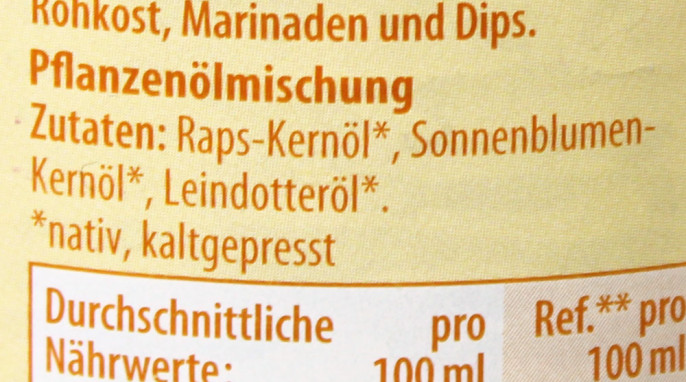 Rohkost, Marinaden und Dips.
Pflanzenölmischung
Zutaten: Raps-Kernöl*, Sonnenblumen-
Kernöl*, Leindotteröl*.
*nativ, kaltgepresst
Durchschnittliche pro Ref.** pro
Nährwerte: 100 ml 100 ml